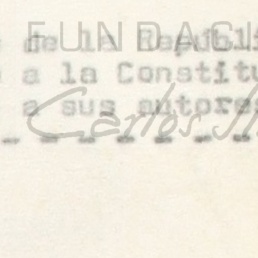 FUNDACI
de la Repúbli
a la Constitu
a sus autores
Carlos